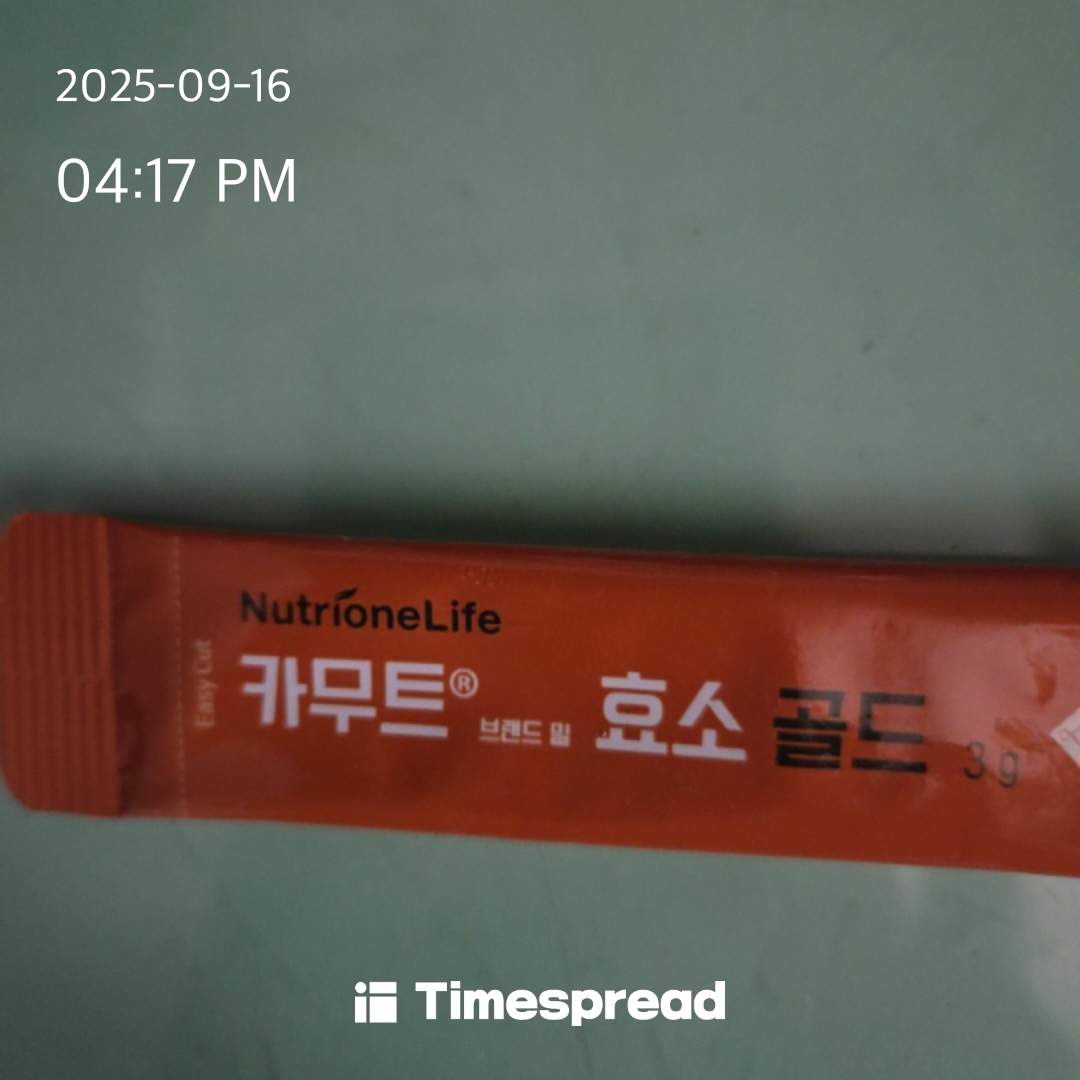 2025-09-16
04:17 PM
NutrioneLife
Easy Cut
카무트® 브랜드 밀 효소 골드 3 g
Timespread